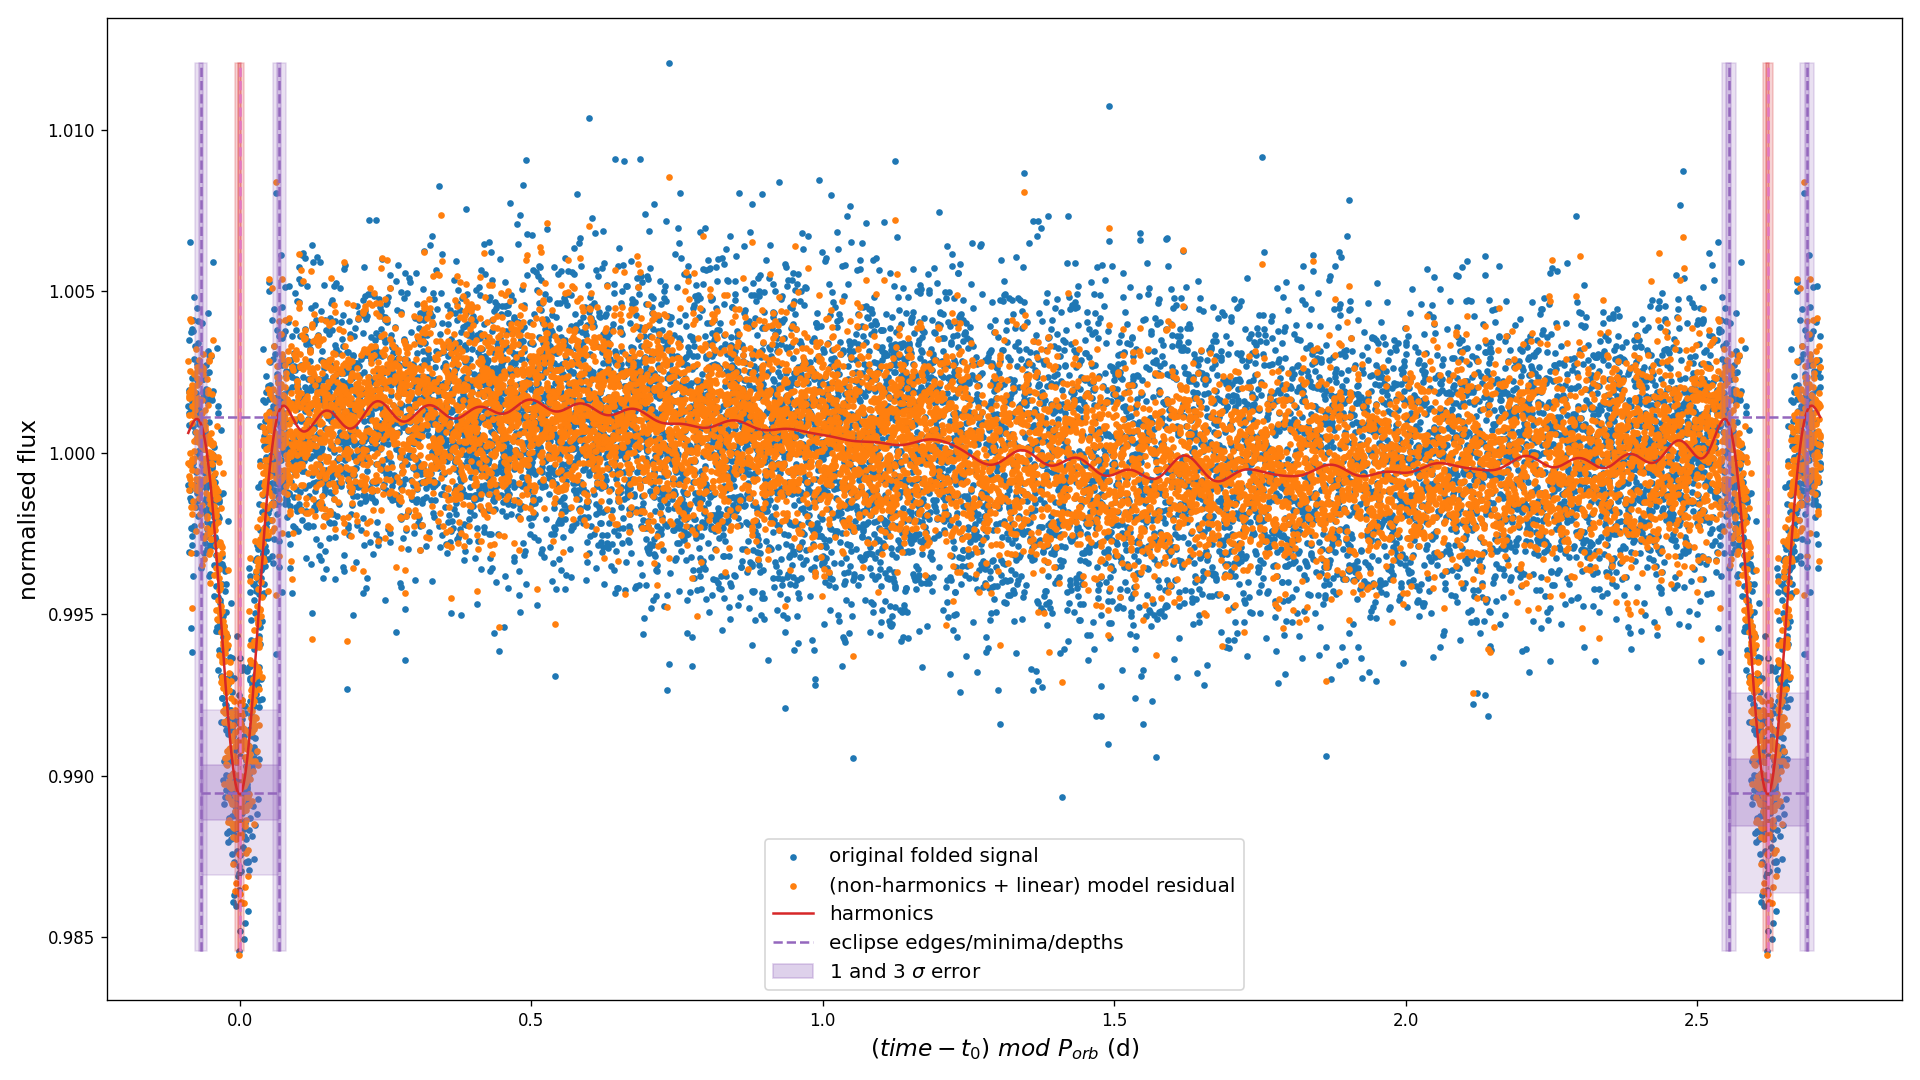 normalised flux
1.010
1.005
1.000
0.995
0.990
0.985
original folded signal
(non-harmonics + linear) model residual
harmonics
eclipse edges/minima/depths
1 and 3 σ error
0.0 0.5 1.0 1.5 2.0 2.5
(time − t₀) mod Pₒᵣb (d)